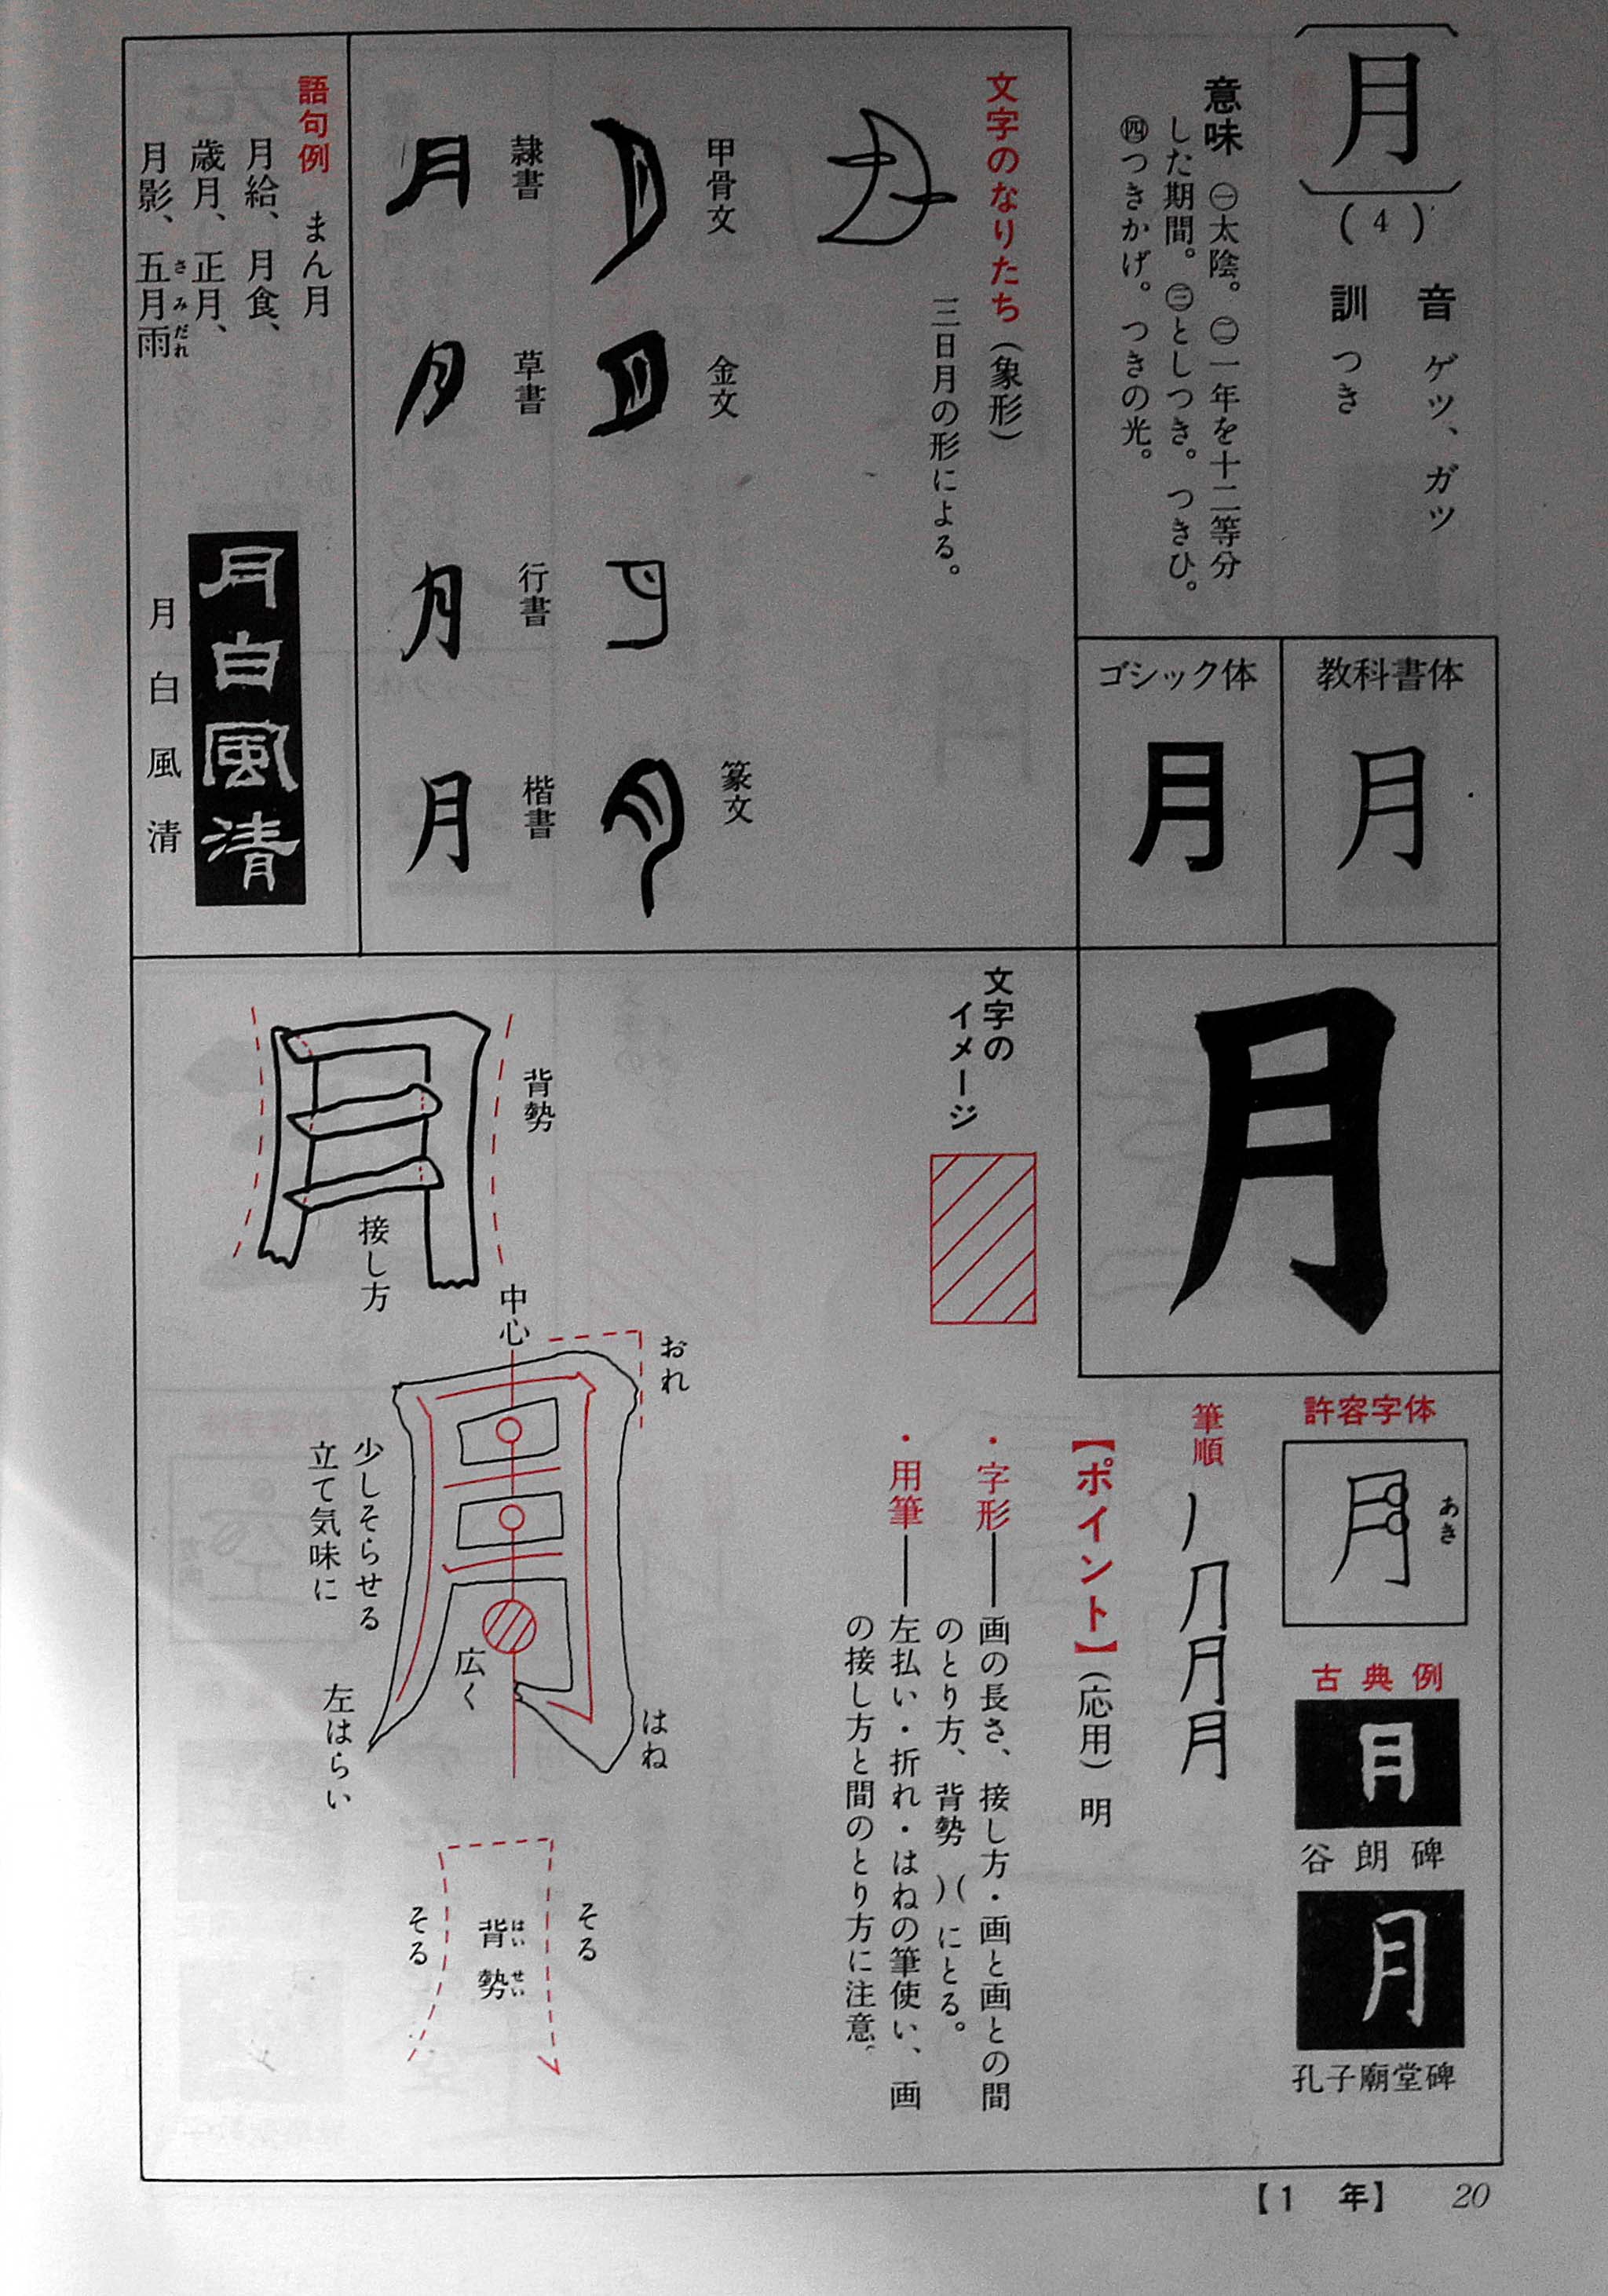 月
(4)
音 ゲツ、ガツ
訓 つき
意味 ㊀太陰。㊁一年を十二等分
した期間。㊂としつき。つきひ。
㊃つきかげ。つきの光。
教科書体
月
ゴシック体
月
文字のなりたち(象形)
三日月の形による。
甲骨文
金文
篆文
隷書
月
草書
月
行書
月
楷書
月
語句例 まん月
月給、月食、
歳月、正月、
月影、五月雨
さみだれ
月白風清
月白風清
月
許容字体
月
あき
古典例
月
谷朗碑
月
孔子廟堂碑
筆順
丿 ⺆ 月 月
【ポイント】(応用)明
・字形――画の長さ、接し方・画と画との間
のとり方、背勢 )( にとる。
・用筆――左払い・折れ・はねの筆使い、画
の接し方と間のとり方に注意。
文字の
イメージ
背勢
接し方
中心
おれ
少しそらせる
立て気味に
広く
はね
左はらい
そる
背勢
はいせい
そる
【1 年】 20